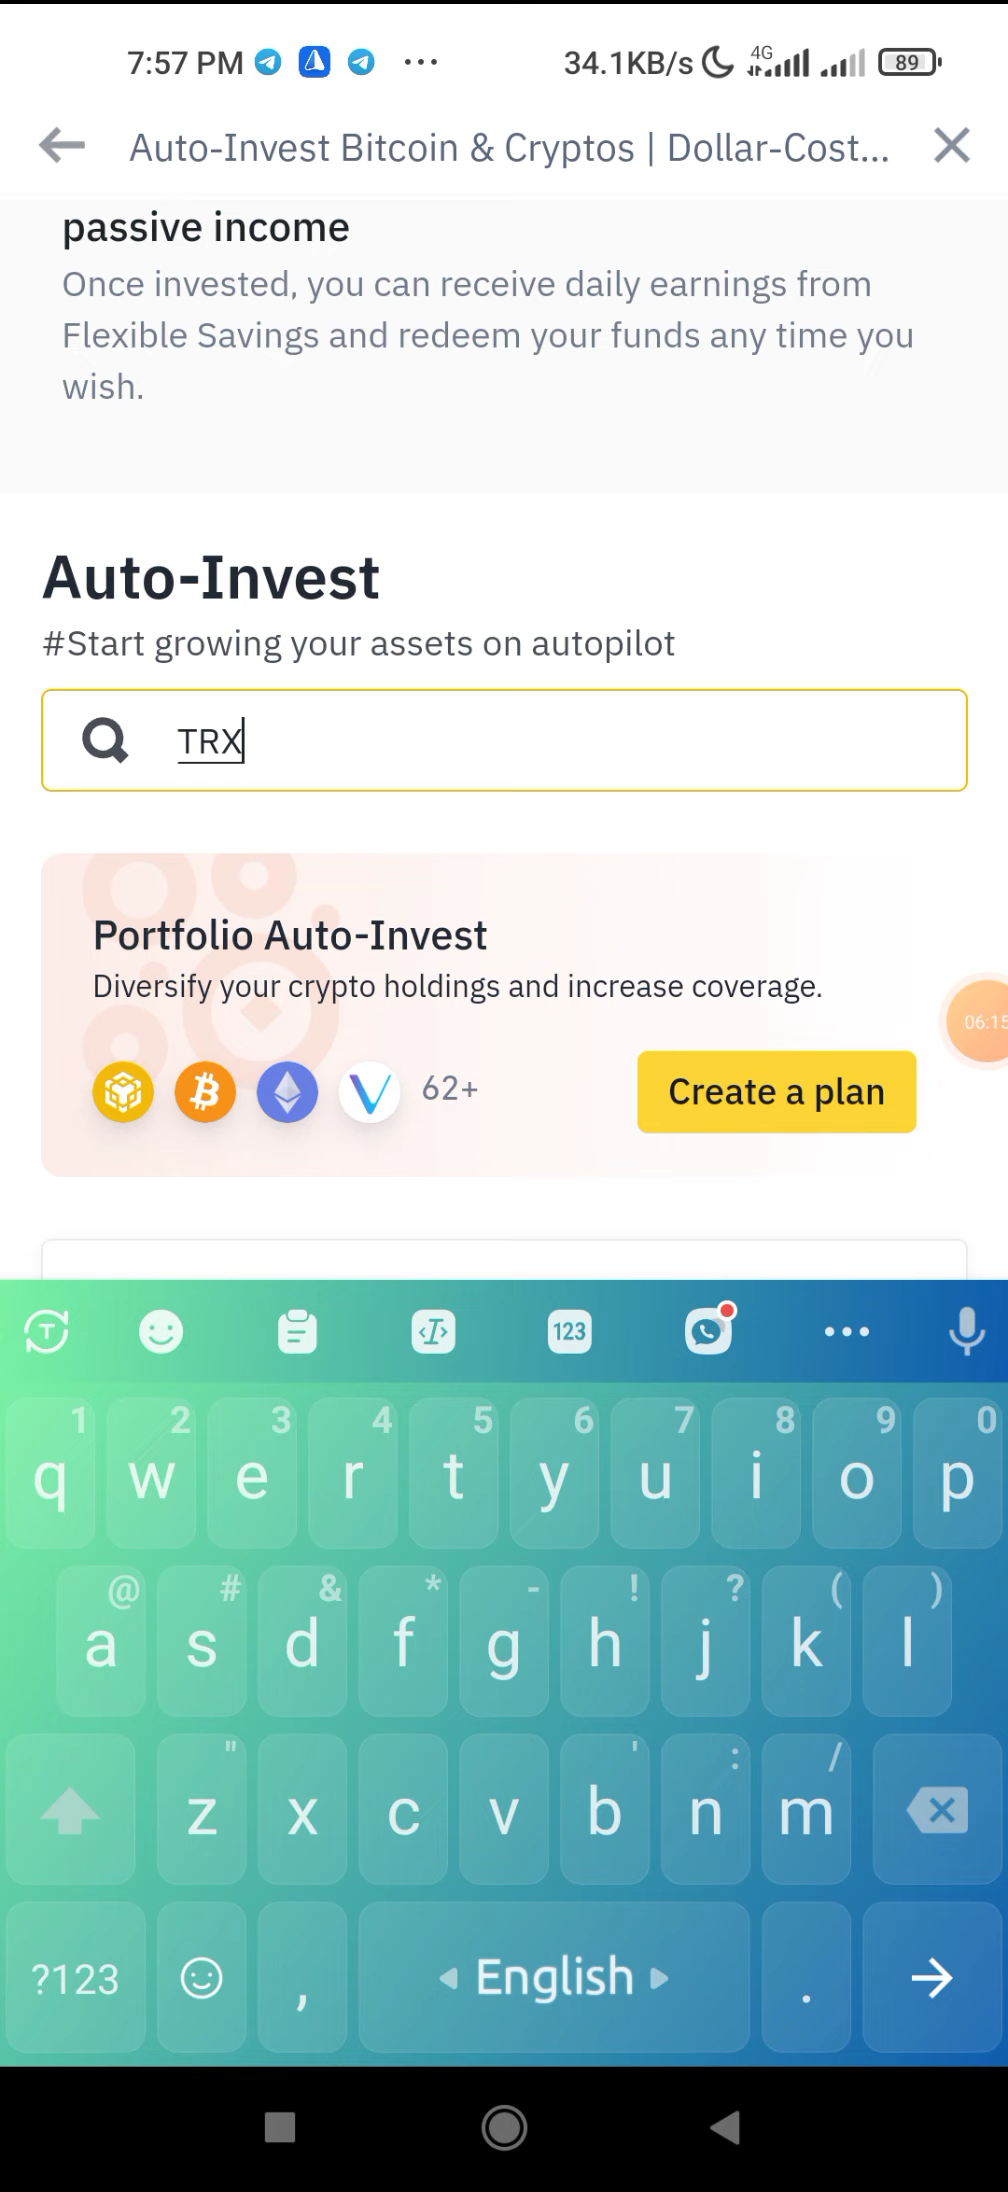 7:57 PM ... 34.1KB/s 4G 89
Auto-Invest Bitcoin & Cryptos | Dollar-Cost...
passive income
Once invested, you can receive daily earnings from
Flexible Savings and redeem your funds any time you
wish.
Auto-Invest
#Start growing your assets on autopilot
TRX
Portfolio Auto-Invest
Diversify your crypto holdings and increase coverage.
06:15
62+
Create a plan
T 123
1 2 3 4 5 6 7 8 9 0
q w e r t y u i o p
@ # & * - ! ? ( )
a s d f g h j k l
" ' : /
z x c v b n m
?123 , English .